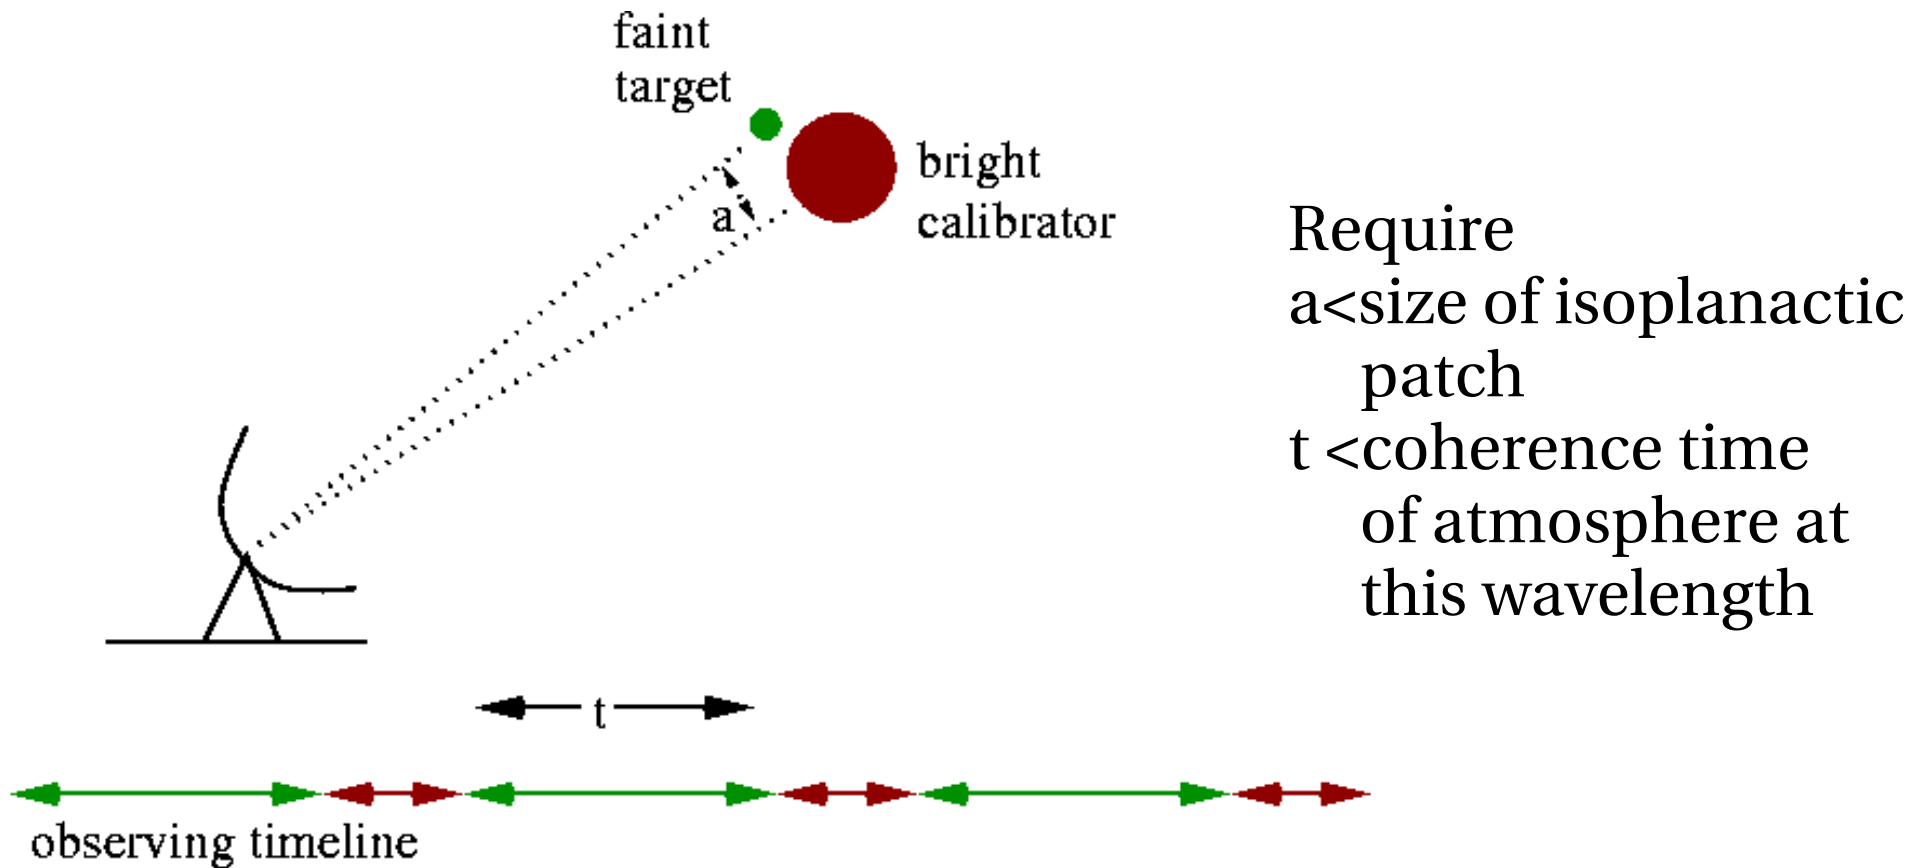 faint
target
bright
calibrator
a
Require
a<size of isoplanactic
patch
t <coherence time
of atmosphere at
this wavelength
t
observing timeline